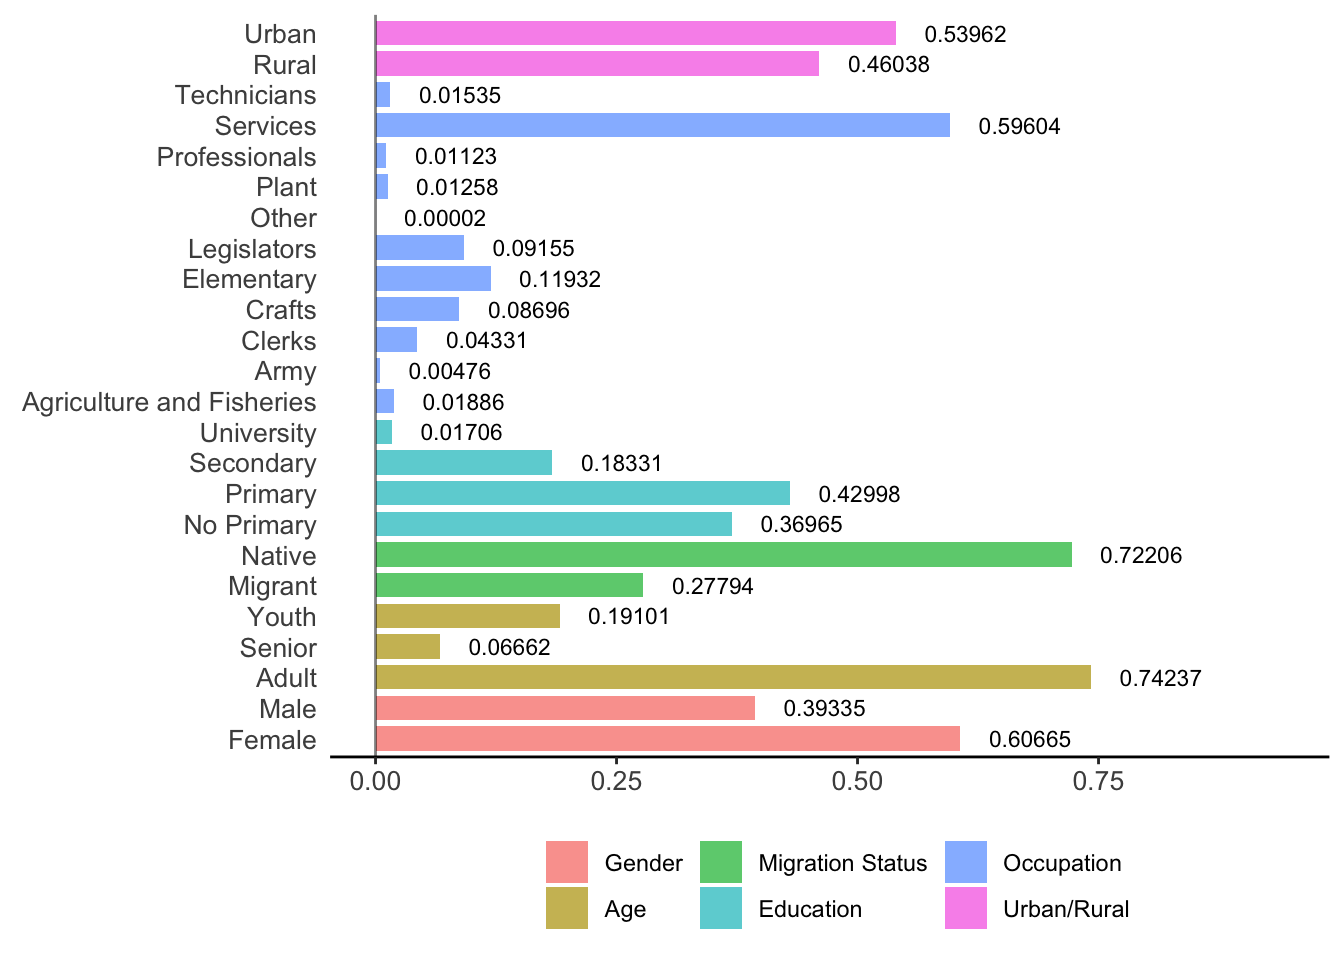 Urban 0.53962
Rural 0.46038
Technicians 0.01535
Services 0.59604
Professionals 0.01123
Plant 0.01258
Other 0.00002
Legislators 0.09155
Elementary 0.11932
Crafts 0.08696
Clerks 0.04331
Army 0.00476
Agriculture and Fisheries 0.01886
University 0.01706
Secondary 0.18331
Primary 0.42998
No Primary 0.36965
Native 0.72206
Migrant 0.27794
Youth 0.19101
Senior 0.06662
Adult 0.74237
Male 0.39335
Female 0.60665
0.00 0.25 0.50 0.75
Gender Migration Status Occupation
Age Education Urban/Rural